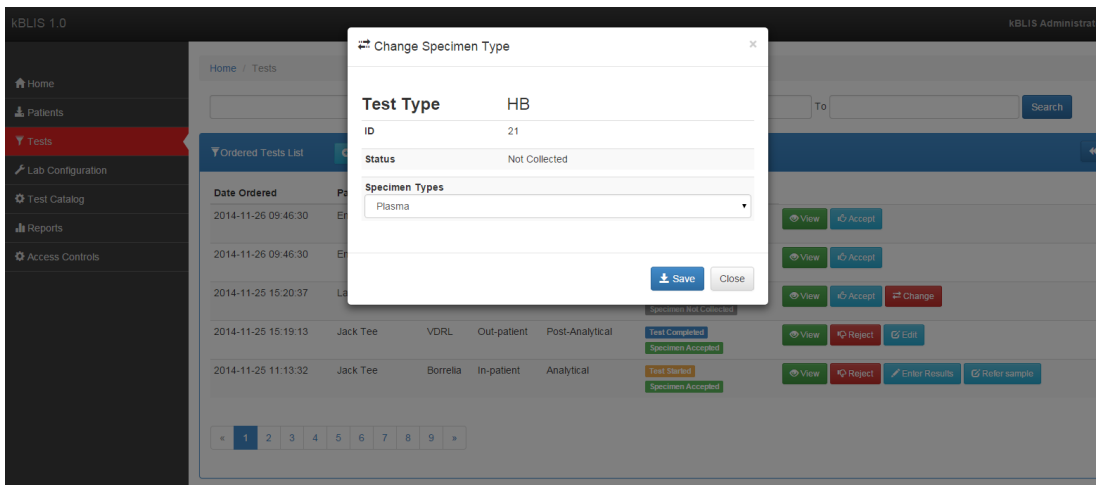 kBLIS 1.0
kBLIS Administrat
Change Specimen Type ×
Home / Tests
Home
Patients
Tests
Lab Configuration
Test Catalog
Reports
Access Controls
Test Type HB
ID 21
Status Not Collected
Specimen Types
Plasma
Save Close
To Search
Ordered Tests List
Date Ordered
2014-11-26 09:46:30 View Accept
2014-11-26 09:46:30 View Accept
2014-11-25 15:20:37 View Accept Change
Specimen Not Collected
2014-11-25 15:19:13 Jack Tee VDRL Out-patient Post-Analytical Test Completed View Reject Edit
Specimen Accepted
2014-11-25 11:13:32 Jack Tee Borrelia In-patient Analytical Test Started View Reject Enter Results Refer sample
Specimen Accepted
« 1 2 3 4 5 6 7 8 9 »